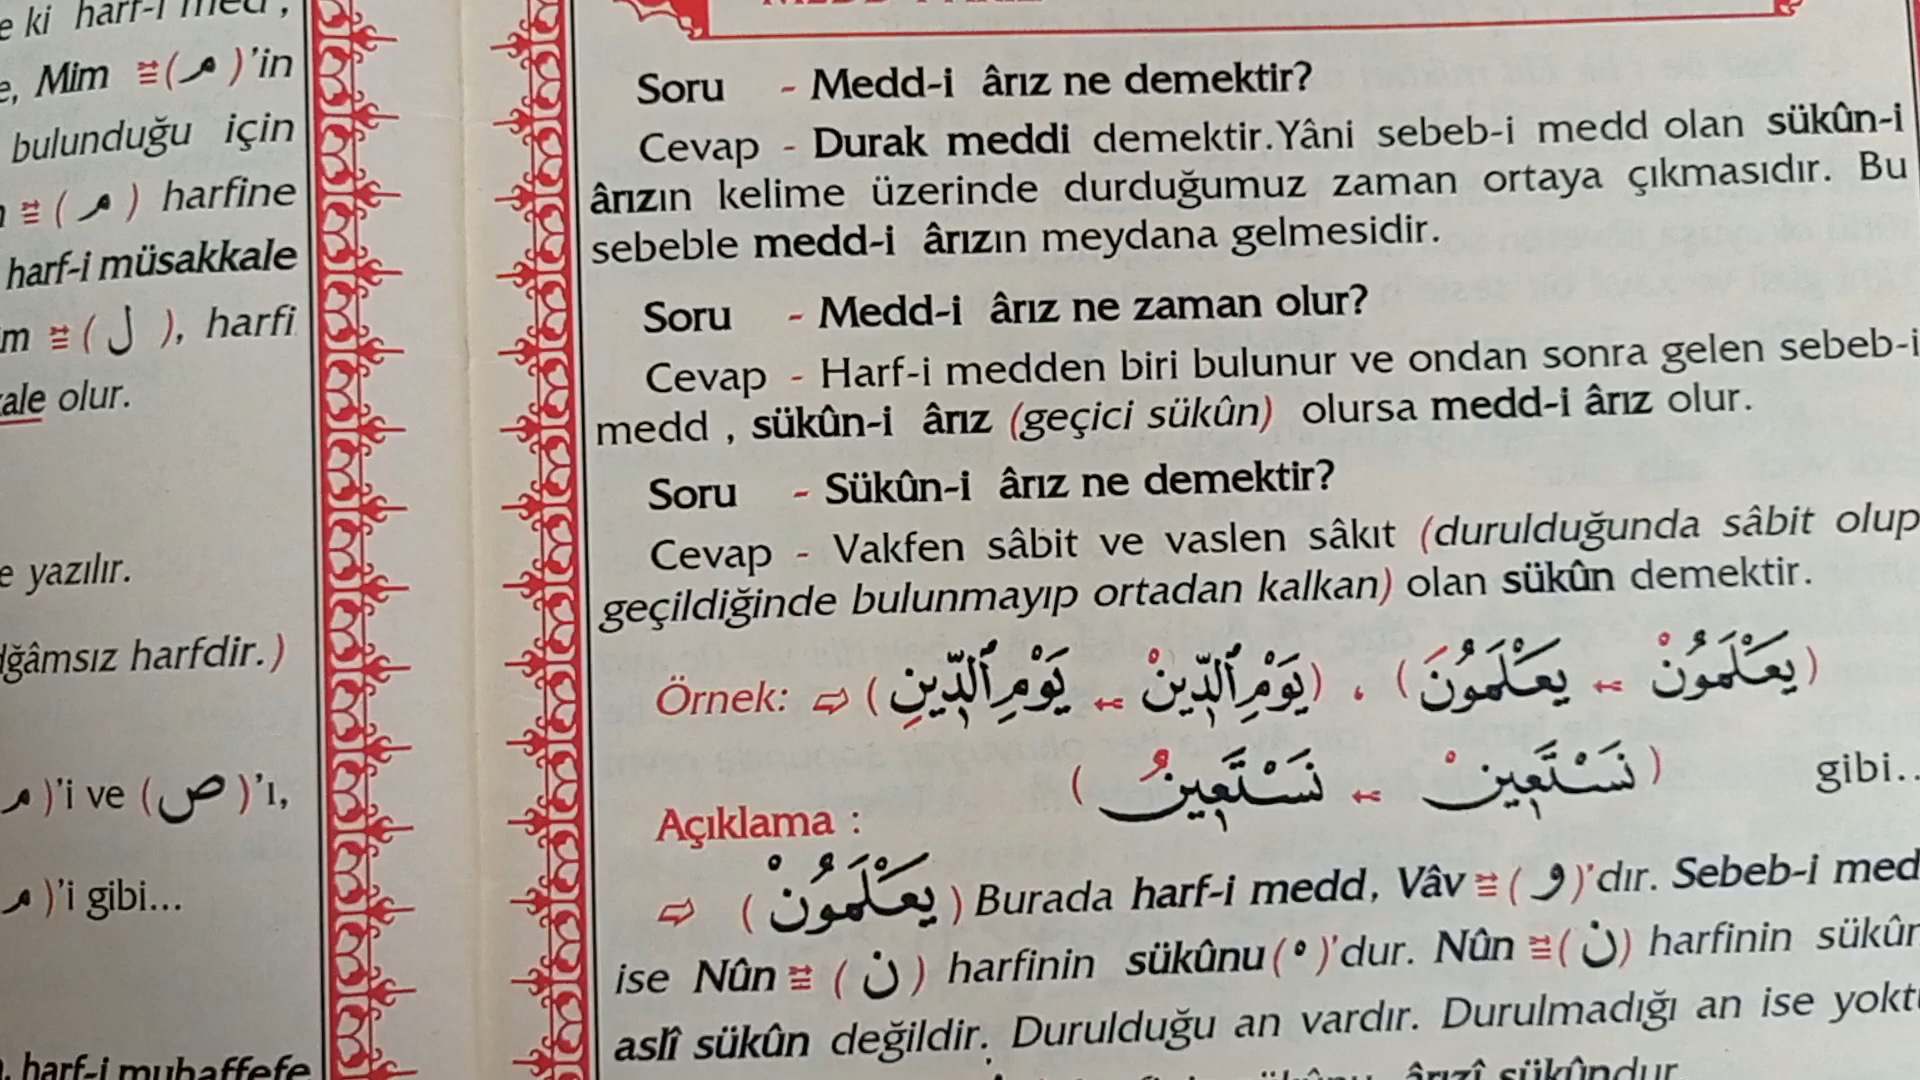 e ki harf-i med,
e, Mim (م)'in
bulunduğu için
(م) harfine
harf-i müsakkale
m (ل), harfi
ale olur.
e yazılır.
ğâmsız harfdir.)
م)'i ve (ص)'ı,
م)'i gibi...
harf-i muhaffefe
Soru - Medd-i ârız ne demektir?
Cevap - Durak meddi demektir. Yâni sebeb-i medd olan sükûn-i
ârızın kelime üzerinde durduğumuz zaman ortaya çıkmasıdır. Bu
sebeble medd-i ârızın meydana gelmesidir.
Soru - Medd-i ârız ne zaman olur?
Cevap - Harf-i medden biri bulunur ve ondan sonra gelen sebeb-i
medd, sükûn-i ârız (geçici sükûn) olursa medd-i ârız olur.
Soru - Sükûn-i ârız ne demektir?
Cevap - Vakfen sâbit ve vaslen sâkıt (durulduğunda sâbit olup
geçildiğinde bulunmayıp ortadan kalkan) olan sükûn demektir.
Örnek: ⇨ (يَوْمِ ٱلدِّينْ ← يَوْمِ ٱلدِّينِ) ، (يَعْلَمُونْ ← يَعْلَمُونَ)
(نَسْتَعِينْ ← نَسْتَعِينُ) gibi..
Açıklama :
⇨ (يَعْلَمُونْ) Burada harf-i medd, Vâv (و)'dır. Sebeb-i med
ise Nûn (ن) harfinin sükûnu (ْ)'dur. Nûn (ن) harfinin sükûn
aslî sükûn değildir. Durulduğu an vardır. Durulmadığı an ise yoktu
ârızî sükûndur